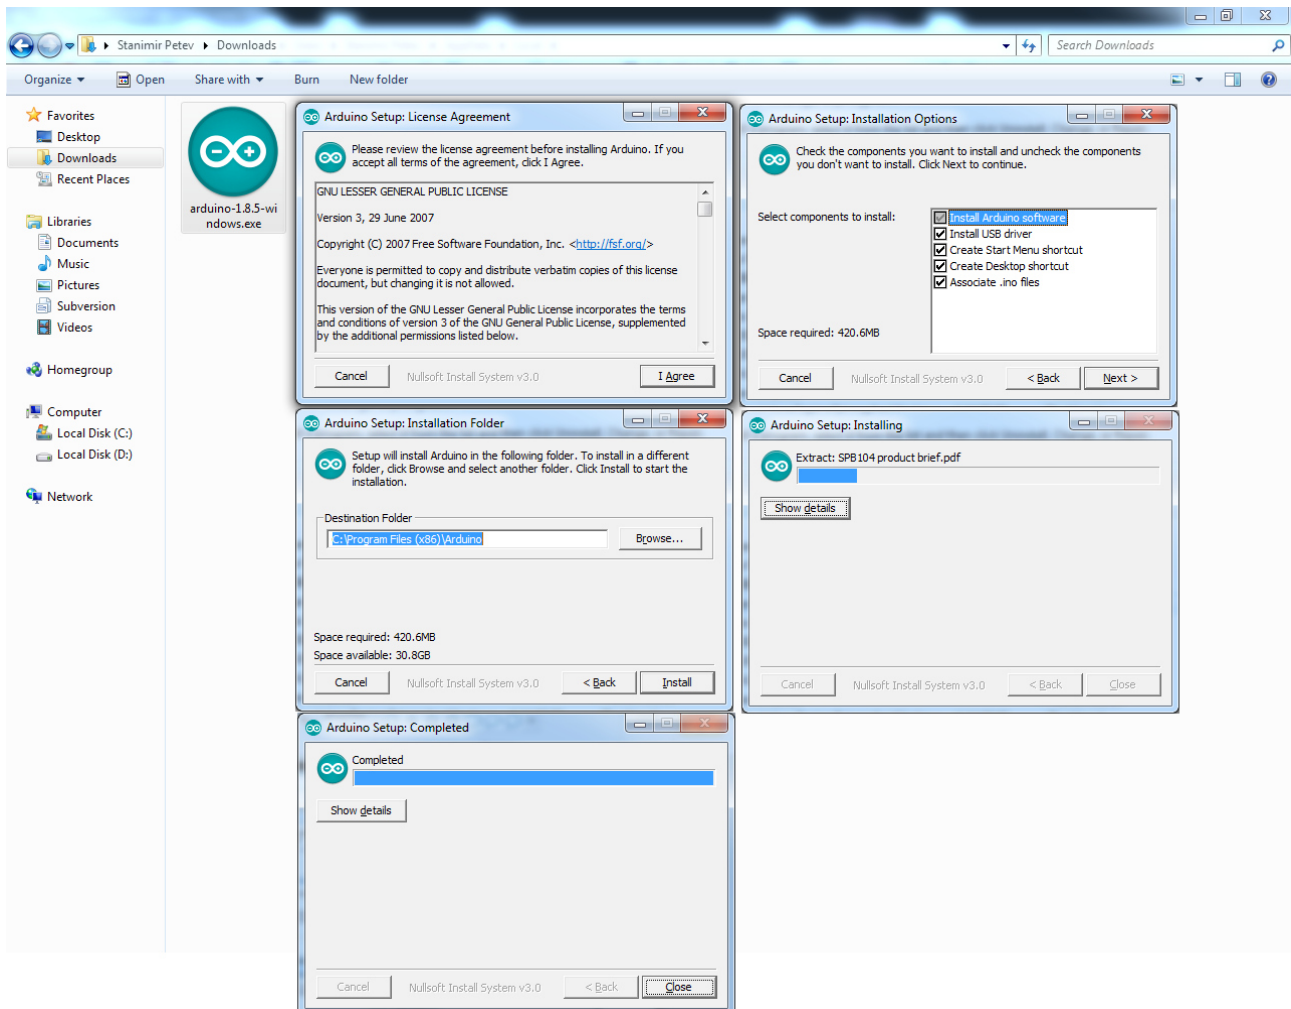 Stanimir Petev ▸ Downloads
Search Downloads
Organize ▾ Open Share with ▾ Burn New folder
Favorites
Desktop
Downloads
Recent Places
Libraries
Documents
Music
Pictures
Subversion
Videos
Homegroup
Computer
Local Disk (C:)
Local Disk (D:)
Network
arduino-1.8.5-wi
ndows.exe
Arduino Setup: License Agreement
Please review the license agreement before installing Arduino. If you
accept all terms of the agreement, click I Agree.
GNU LESSER GENERAL PUBLIC LICENSE
Version 3, 29 June 2007
Copyright (C) 2007 Free Software Foundation, Inc. <http://fsf.org/>
Everyone is permitted to copy and distribute verbatim copies of this license
document, but changing it is not allowed.
This version of the GNU Lesser General Public License incorporates the terms
and conditions of version 3 of the GNU General Public License, supplemented
by the additional permissions listed below.
Cancel Nullsoft Install System v3.0 I Agree
Arduino Setup: Installation Options
Check the components you want to install and uncheck the components
you don't want to install. Click Next to continue.
Select components to install:
Install Arduino software
Install USB driver
Create Start Menu shortcut
Create Desktop shortcut
Associate .ino files
Space required: 420.6MB
Cancel Nullsoft Install System v3.0 < Back Next >
Arduino Setup: Installation Folder
Setup will install Arduino in the following folder. To install in a different
folder, click Browse and select another folder. Click Install to start the
installation.
Destination Folder
C:\Program Files (x86)\Arduino
Browse...
Space required: 420.6MB
Space available: 30.8GB
Cancel Nullsoft Install System v3.0 < Back Install
Arduino Setup: Installing
Extract: SPB104 product brief.pdf
Show details
Cancel Nullsoft Install System v3.0 < Back Close
Arduino Setup: Completed
Completed
Show details
Cancel Nullsoft Install System v3.0 < Back Close